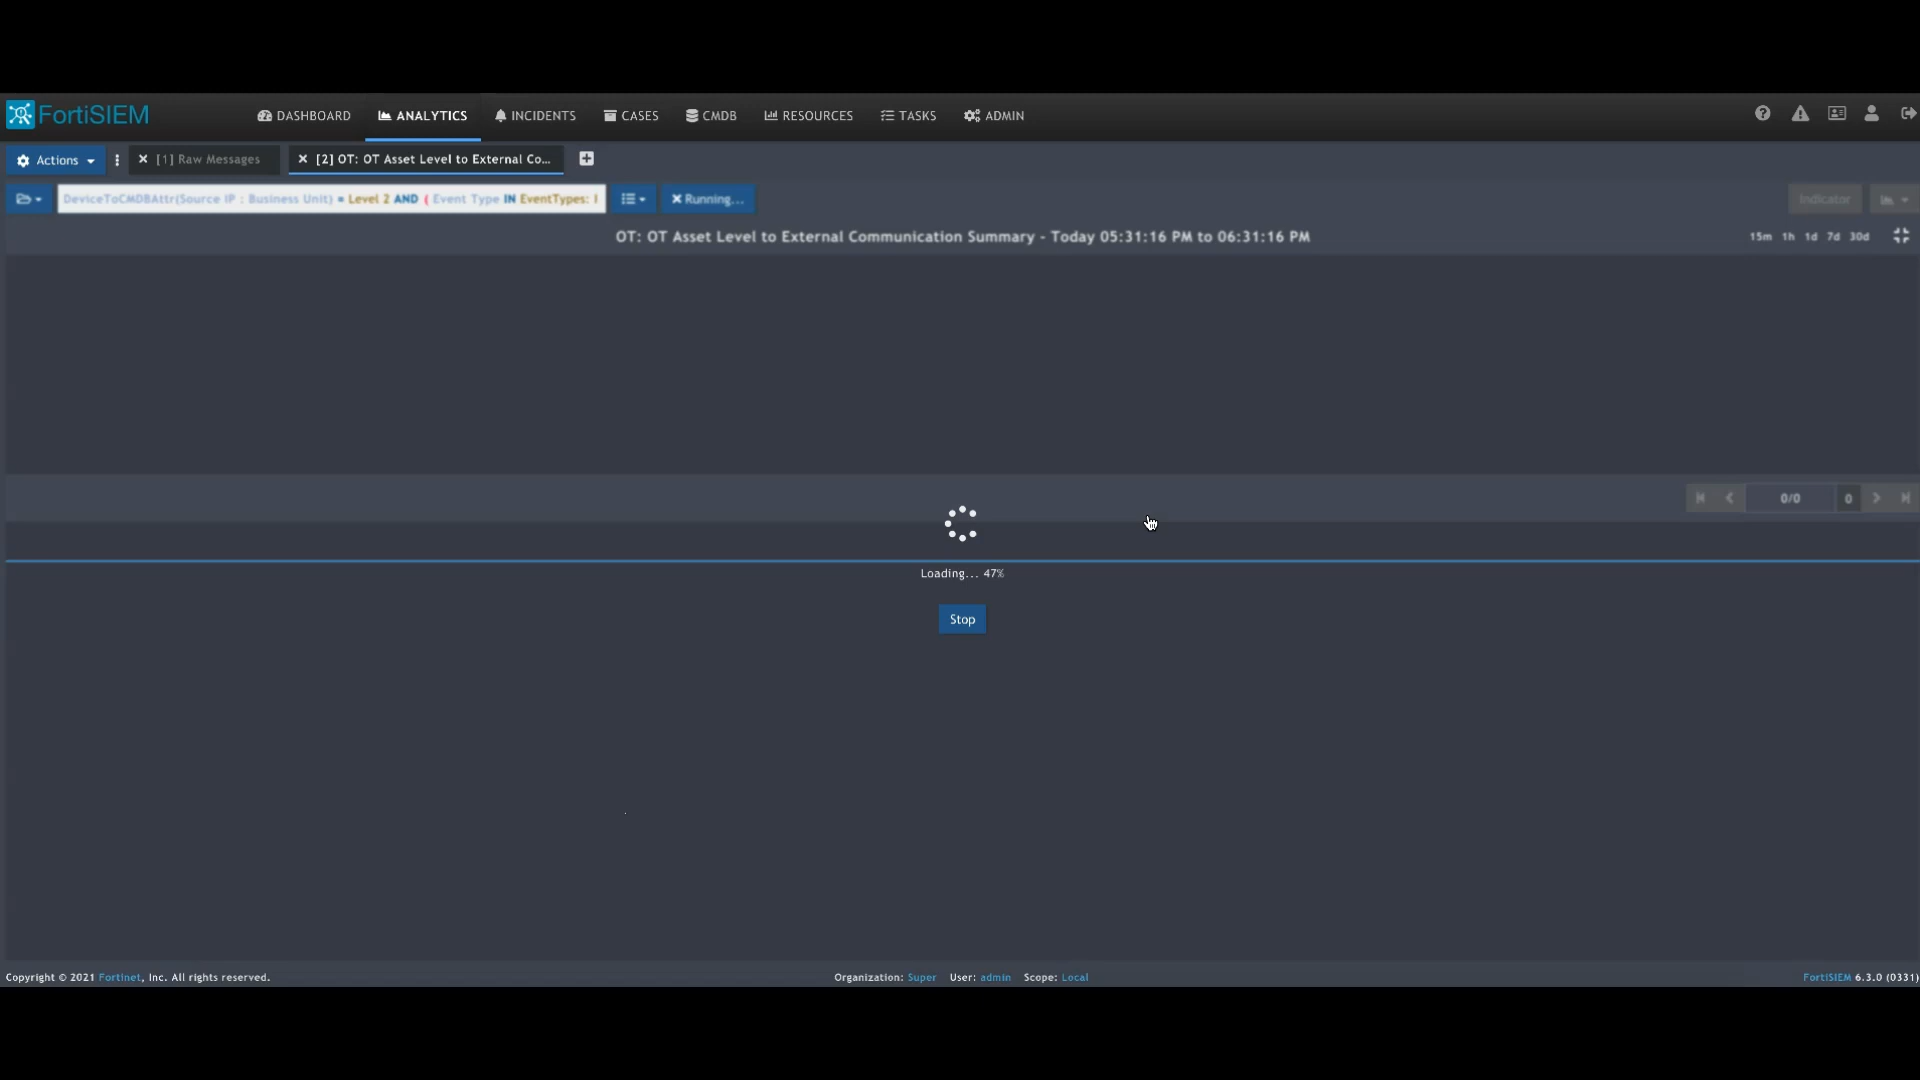 FortiSIEM
DASHBOARD ANALYTICS INCIDENTS CASES CMDB RESOURCES TASKS ADMIN
Actions [1] Raw Messages [2] OT: OT Asset Level to External Co...
DeviceToCMDBAttr(Source IP : Business Unit) = Level 2 AND ( Event Type IN EventTypes: Running... Indicator
OT: OT Asset Level to External Communication Summary - Today 05:31:16 PM to 06:31:16 PM 15m 1h 1d 7d 30d
0/0 0
Loading... 47%
Stop
Copyright © 2021 Fortinet, Inc. All rights reserved. Organization: Super User: admin Scope: Local FortiSIEM 6.3.0 (0331)